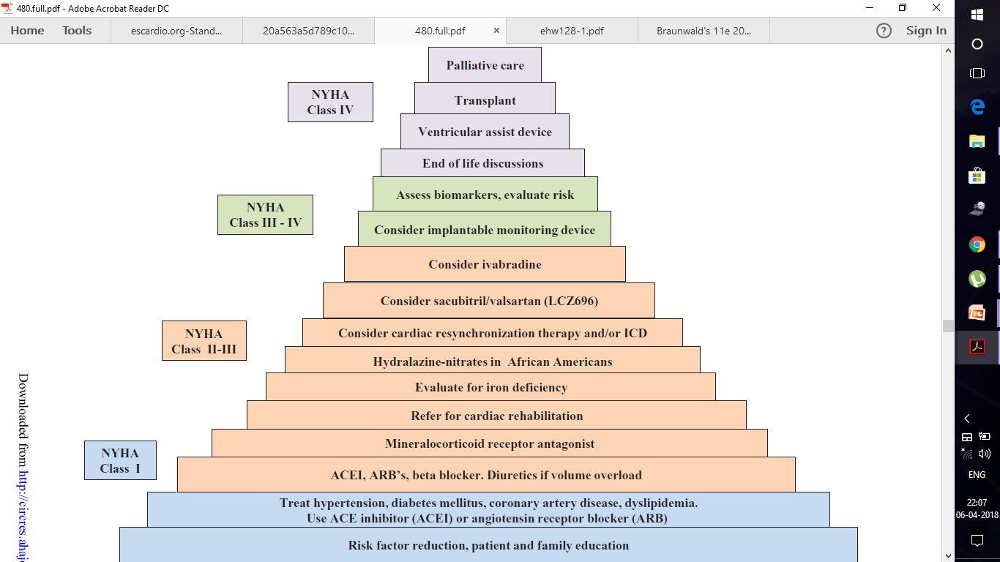 480.full.pdf - Adobe Acrobat Reader DC
Home Tools escardio.org-Stand... 20a563a5d789c10... 480.full.pdf × ehw128-1.pdf Braunwald's 11e 20... ? Sign In
Palliative care
NYHA
Class IV
Transplant
Ventricular assist device
End of life discussions
Assess biomarkers, evaluate risk
NYHA
Class III - IV
Consider implantable monitoring device
Consider ivabradine
Consider sacubitril/valsartan (LCZ696)
NYHA
Class II-III
Consider cardiac resynchronization therapy and/or ICD
Hydralazine-nitrates in African Americans
Evaluate for iron deficiency
Refer for cardiac rehabilitation
Mineralocorticoid receptor antagonist
NYHA
Class I
ACEI, ARB's, beta blocker. Diuretics if volume overload
Treat hypertension, diabetes mellitus, coronary artery disease, dyslipidemia.
Use ACE inhibitor (ACEI) or angiotensin receptor blocker (ARB)
Risk factor reduction, patient and family education
Downloaded from http://circres.ahajo
ENG
22:07
06-04-2018